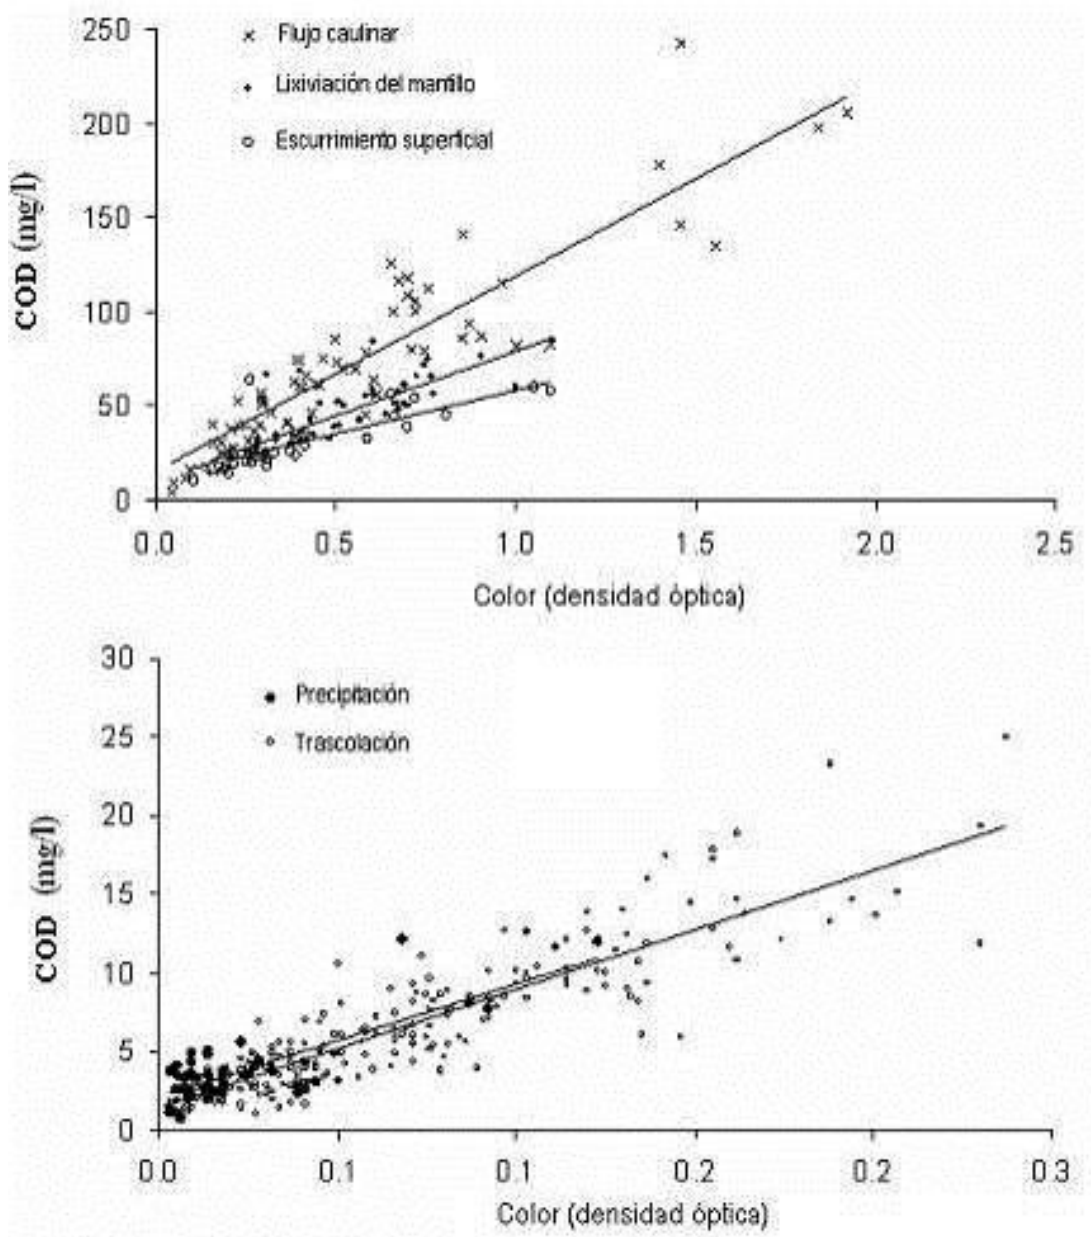 250
200
150
100
50
0
COD (mg/l)
Flujo caulinar
Lixiviación del mantillo
Escurrimiento superficial
0.0 0.5 1.0 1.5 2.0 2.5
Color (densidad óptica)
30
25
20
15
10
5
0
COD (mg/l)
Precipitación
Trascolación
0.0 0.1 0.1 0.2 0.2 0.3
Color (densidad óptica)